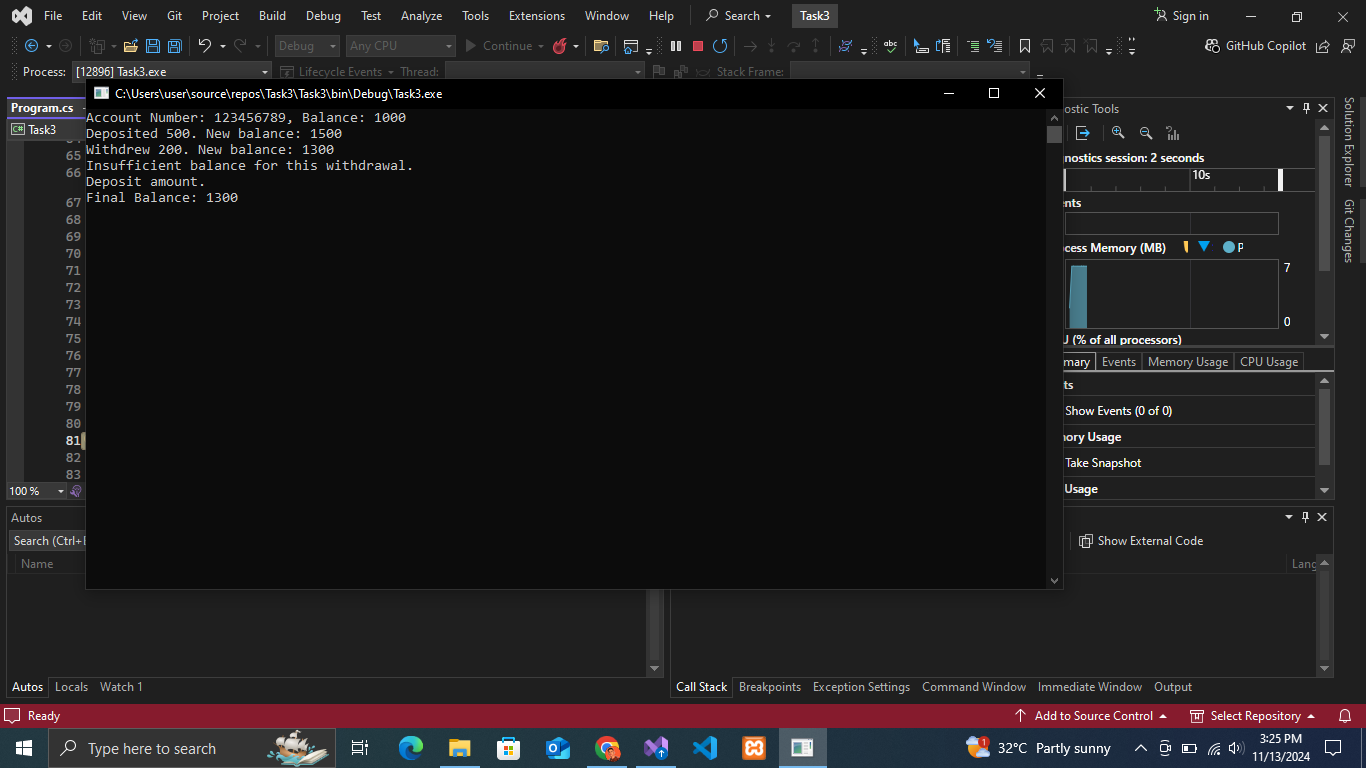 File Edit View Git Project Build Debug Test Analyze Tools Extensions Window Help Search Task3 Sign in
Debug Any CPU Continue GitHub Copilot
Process: [12896] Task3.exe Lifecycle Events Thread: Stack Frame:
C:\Users\user\source\repos\Task3\Task3\bin\Debug\Task3.exe
Account Number: 123456789, Balance: 1000
Deposited 500. New balance: 1500
Withdrew 200. New balance: 1300
Insufficient balance for this withdrawal.
Deposit amount.
Final Balance: 1300
Program.cs
C# Task3
65
66
67
68
69
70
71
72
73
74
75
76
77
78
79
80
81
82
83
100 %
ostic Tools
gnostics session: 2 seconds
10s
ents
cess Memory (MB) P
7
0
U (% of all processors)
mary Events Memory Usage CPU Usage
ts
Show Events (0 of 0)
ory Usage
Take Snapshot
Usage
Solution Explorer
Git Changes
Autos
Search (Ctrl+E
Name
Show External Code
Lang
Autos Locals Watch 1
Call Stack Breakpoints Exception Settings Command Window Immediate Window Output
Ready Add to Source Control Select Repository
Type here to search
1 32°C Partly sunny
3:25 PM
11/13/2024